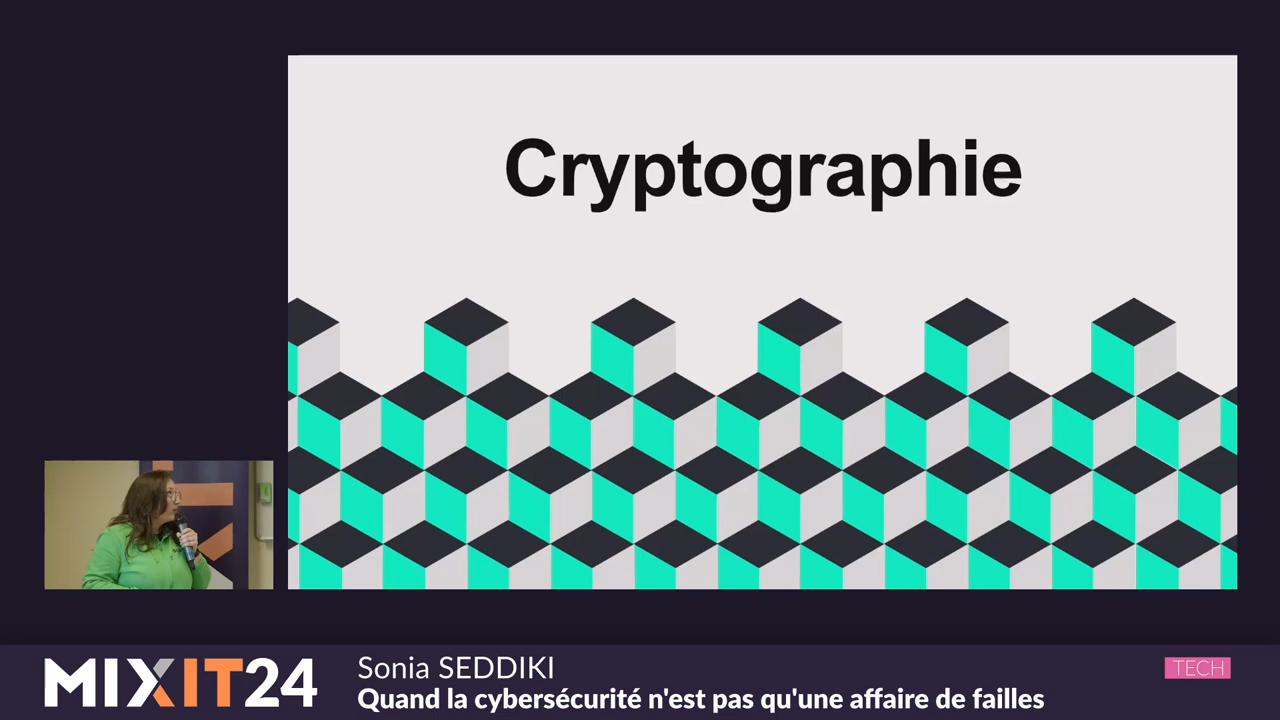 Cryptographie
MIXIT24
Sonia SEDDIKI
Quand la cybersécurité n'est pas qu'une affaire de failles
TECH